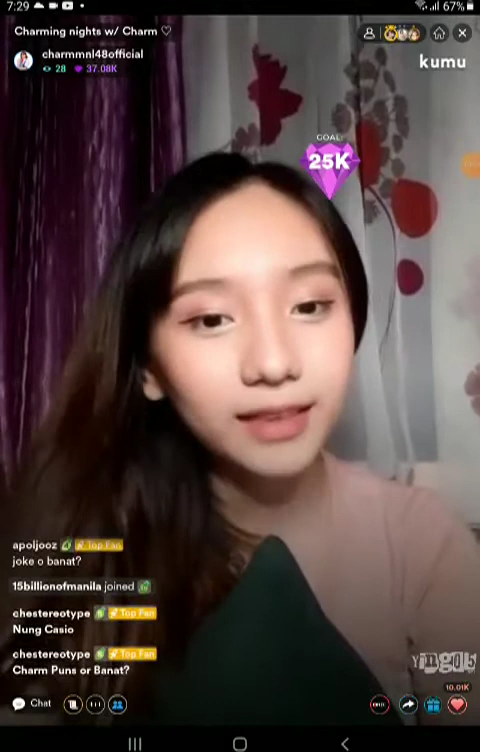 7:29
67%
Charming nights w/ Charm ♡
charmmnl48official
28 37.08K
kumu
GOAL:
25K
apoljooz Top Fan
joke o banat?
15billionofmanila joined
chestereotype Top Fan
Nung Casio
chestereotype Top Fan
Charm Puns or Banat?
10.01K
Chat